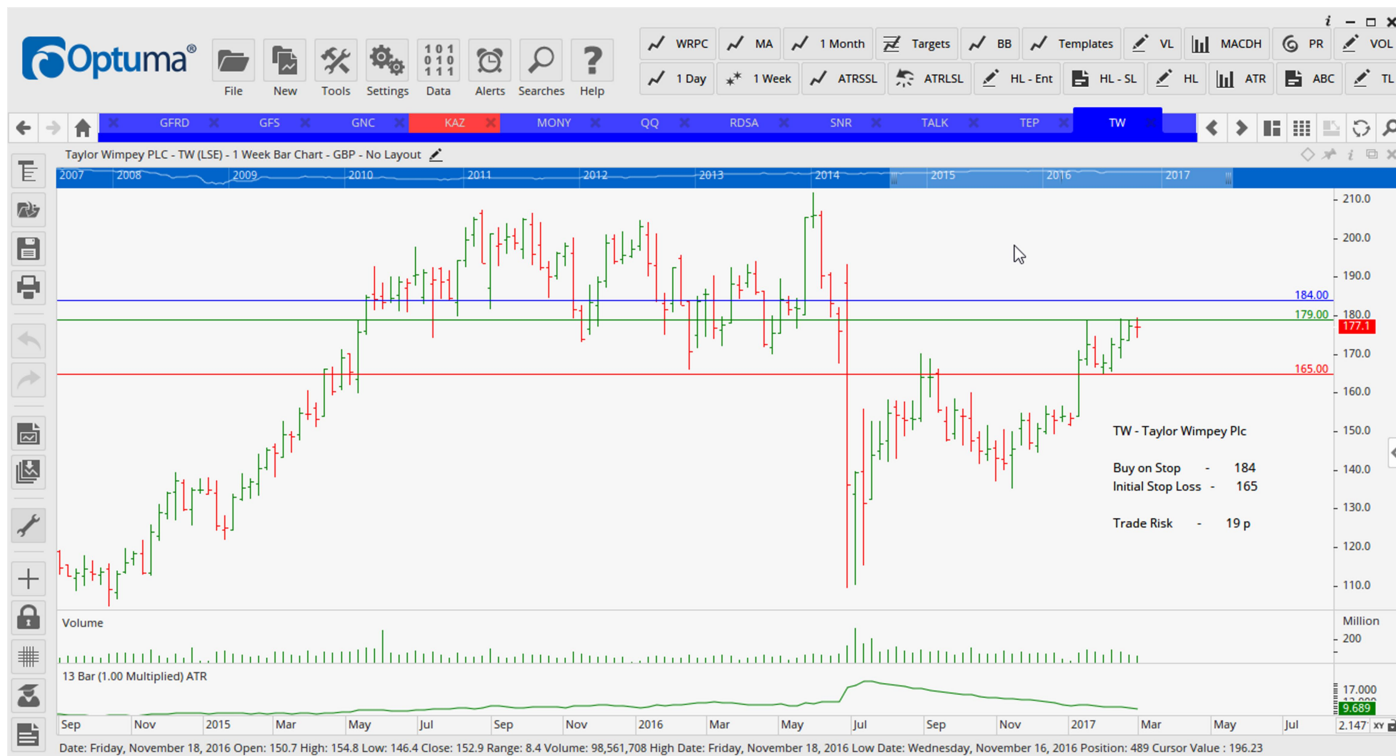 i
Optuma®
File
New
Tools
Settings
101
010
111
Data
Alerts
Searches
?
Help
WRPC
MA
1 Month
Targets
BB
Templates
VL
MACDH
PR
VOL
1 Day
1 Week
ATRSSL
ATRLSL
HL - Ent
HL - SL
HL
ATR
ABC
TL
GFRD
GFS
GNC
KAZ
MONY
QQ
RDSA
SNR
TALK
TEP
TW
Taylor Wimpey PLC - TW (LSE) - 1 Week Bar Chart - GBP - No Layout
i
2007 2008 2009 2010 2011 2012 2013 2014 2015 2016 2017
210.0
200.0
190.0
184.00
179.00
180.0
177.1
170.0
165.00
160.0
150.0
140.0
130.0
120.0
110.0
TW - Taylor Wimpey Plc
Buy on Stop - 184
Initial Stop Loss - 165
Trade Risk - 19 p
Volume
Million
200
13 Bar (1.00 Multiplied) ATR
17.000
9.689
Sep Nov 2015 Mar May Jul Sep Nov 2016 Mar May Jul Sep Nov 2017 Mar May Jul
2.147 XY
Date: Friday, November 18, 2016 Open: 150.7 High: 154.8 Low: 146.4 Close: 152.9 Range: 8.4 Volume: 98,561,708 High Date: Friday, November 18, 2016 Low Date: Wednesday, November 16, 2016 Position: 489 Cursor Value : 196.23